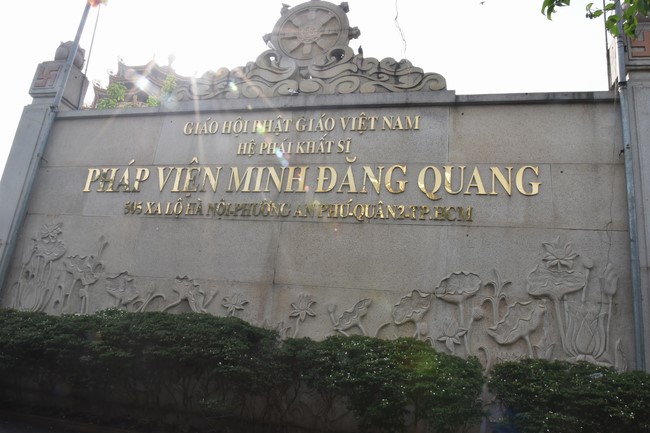 GIÁO HỘI PHẬT GIÁO VIỆT NAM
HỆ PHÁI KHẤT SĨ
PHÁP VIỆN MINH ĐĂNG QUANG
505 XA LỘ HÀ NỘI-PHƯỜNG AN PHÚ-QUẬN 2-TP.HCM